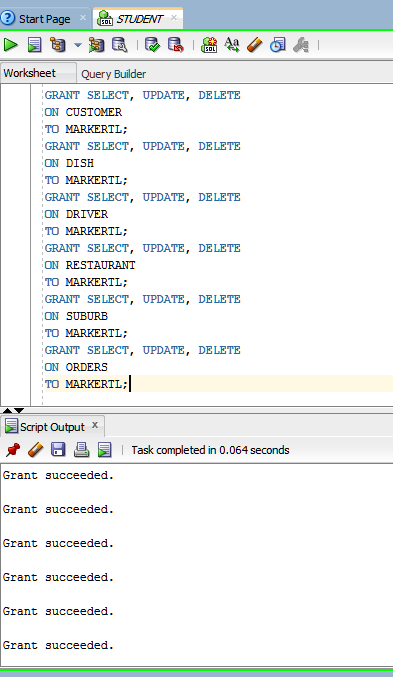 Start Page
STUDENT
Worksheet
Query Builder
GRANT SELECT, UPDATE, DELETE
ON CUSTOMER
TO MARKERTL;
GRANT SELECT, UPDATE, DELETE
ON DISH
TO MARKERTL;
GRANT SELECT, UPDATE, DELETE
ON DRIVER
TO MARKERTL;
GRANT SELECT, UPDATE, DELETE
ON RESTAURANT
TO MARKERTL;
GRANT SELECT, UPDATE, DELETE
ON SUBURB
TO MARKERTL;
GRANT SELECT, UPDATE, DELETE
ON ORDERS
TO MARKERTL;
Script Output x
Task completed in 0.064 seconds
Grant succeeded.
Grant succeeded.
Grant succeeded.
Grant succeeded.
Grant succeeded.
Grant succeeded.